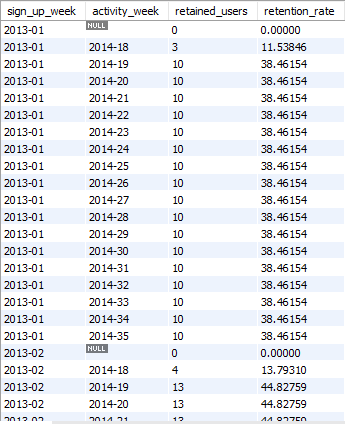 sign_up_week activity_week retained_users retention_rate
2013-01 NULL 0 0.00000
2013-01 2014-18 3 11.53846
2013-01 2014-19 10 38.46154
2013-01 2014-20 10 38.46154
2013-01 2014-21 10 38.46154
2013-01 2014-22 10 38.46154
2013-01 2014-23 10 38.46154
2013-01 2014-24 10 38.46154
2013-01 2014-25 10 38.46154
2013-01 2014-26 10 38.46154
2013-01 2014-27 10 38.46154
2013-01 2014-28 10 38.46154
2013-01 2014-29 10 38.46154
2013-01 2014-30 10 38.46154
2013-01 2014-31 10 38.46154
2013-01 2014-32 10 38.46154
2013-01 2014-33 10 38.46154
2013-01 2014-34 10 38.46154
2013-01 2014-35 10 38.46154
2013-02 NULL 0 0.00000
2013-02 2014-18 4 13.79310
2013-02 2014-19 13 44.82759
2013-02 2014-20 13 44.82759
2013-02 2014-21 13 44.82759